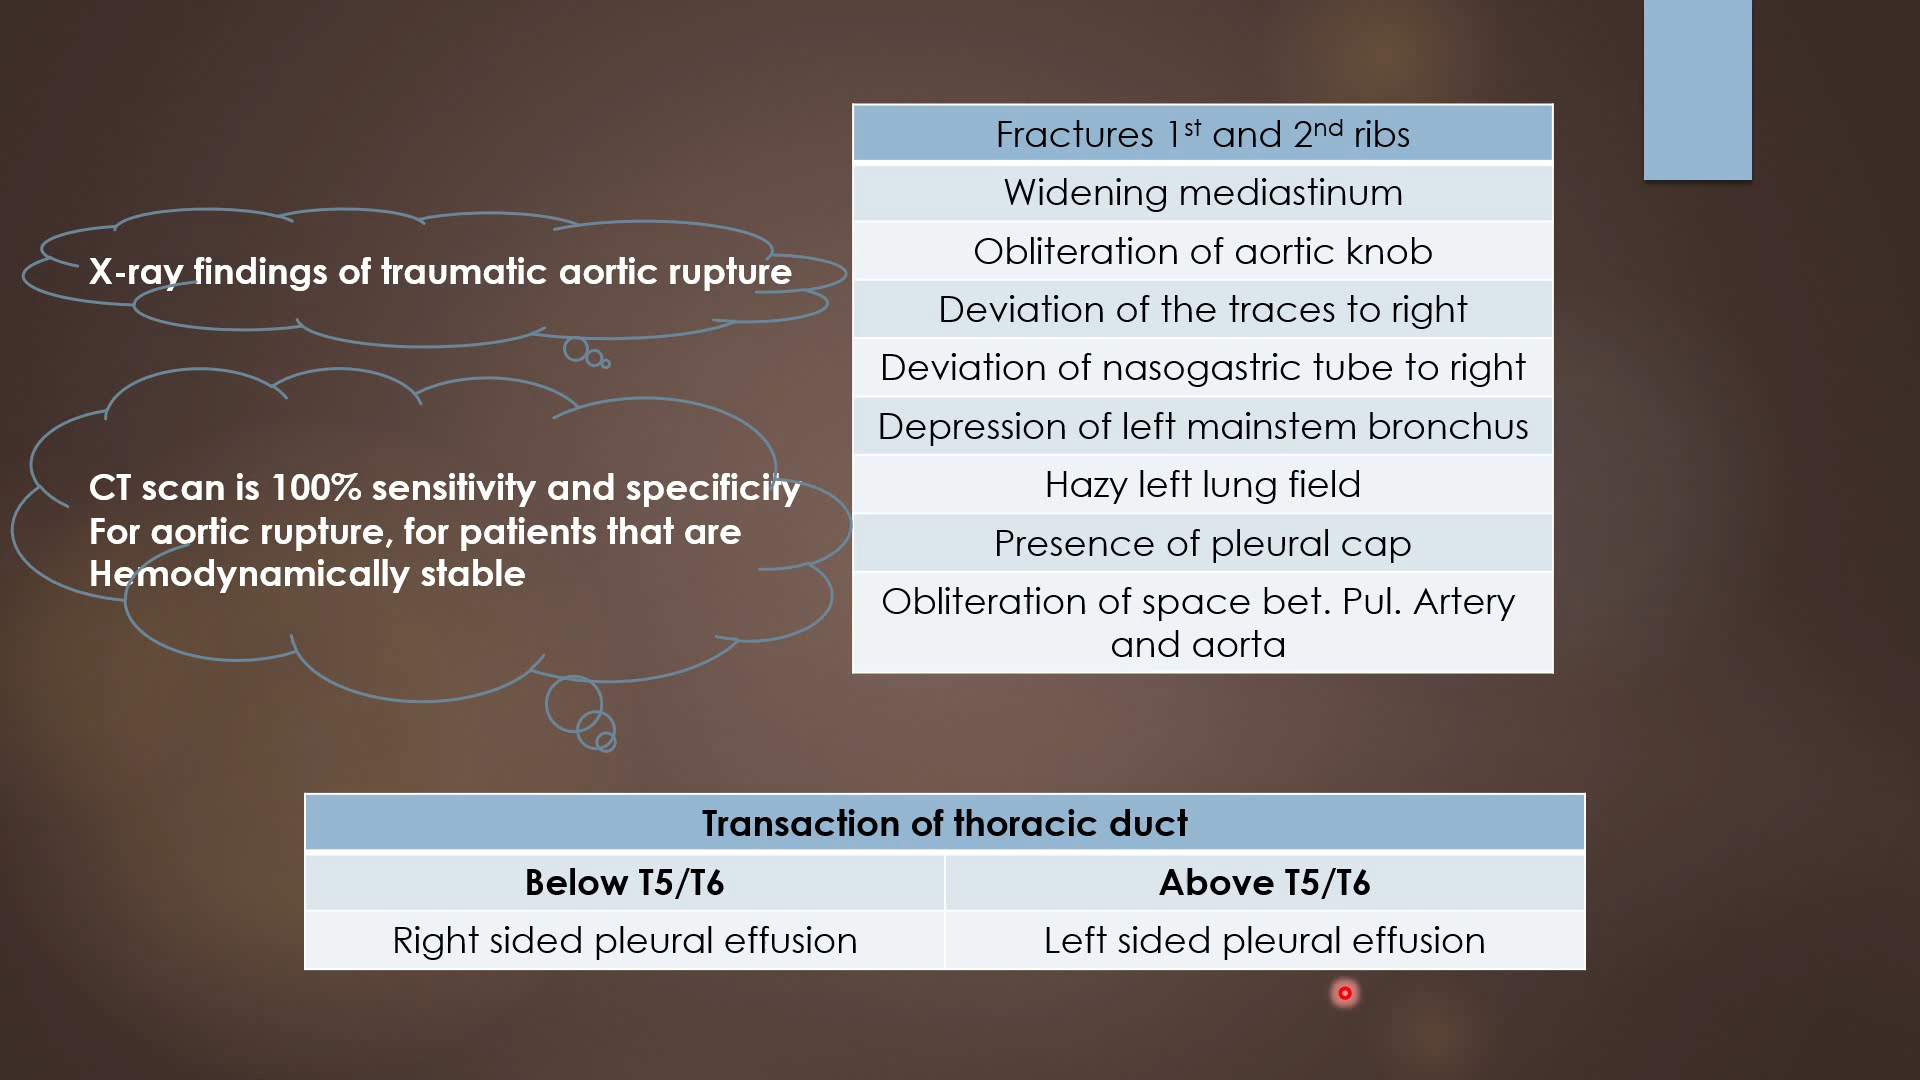 X-ray findings of traumatic aortic rupture
CT scan is 100% sensitivity and specificity
For aortic rupture, for patients that are
Hemodynamically stable
Fractures 1st and 2nd ribs
Widening mediastinum
Obliteration of aortic knob
Deviation of the traces to right
Deviation of nasogastric tube to right
Depression of left mainstem bronchus
Hazy left lung field
Presence of pleural cap
Obliteration of space bet. Pul. Artery
and aorta
Transaction of thoracic duct
Below T5/T6
Above T5/T6
Right sided pleural effusion
Left sided pleural effusion